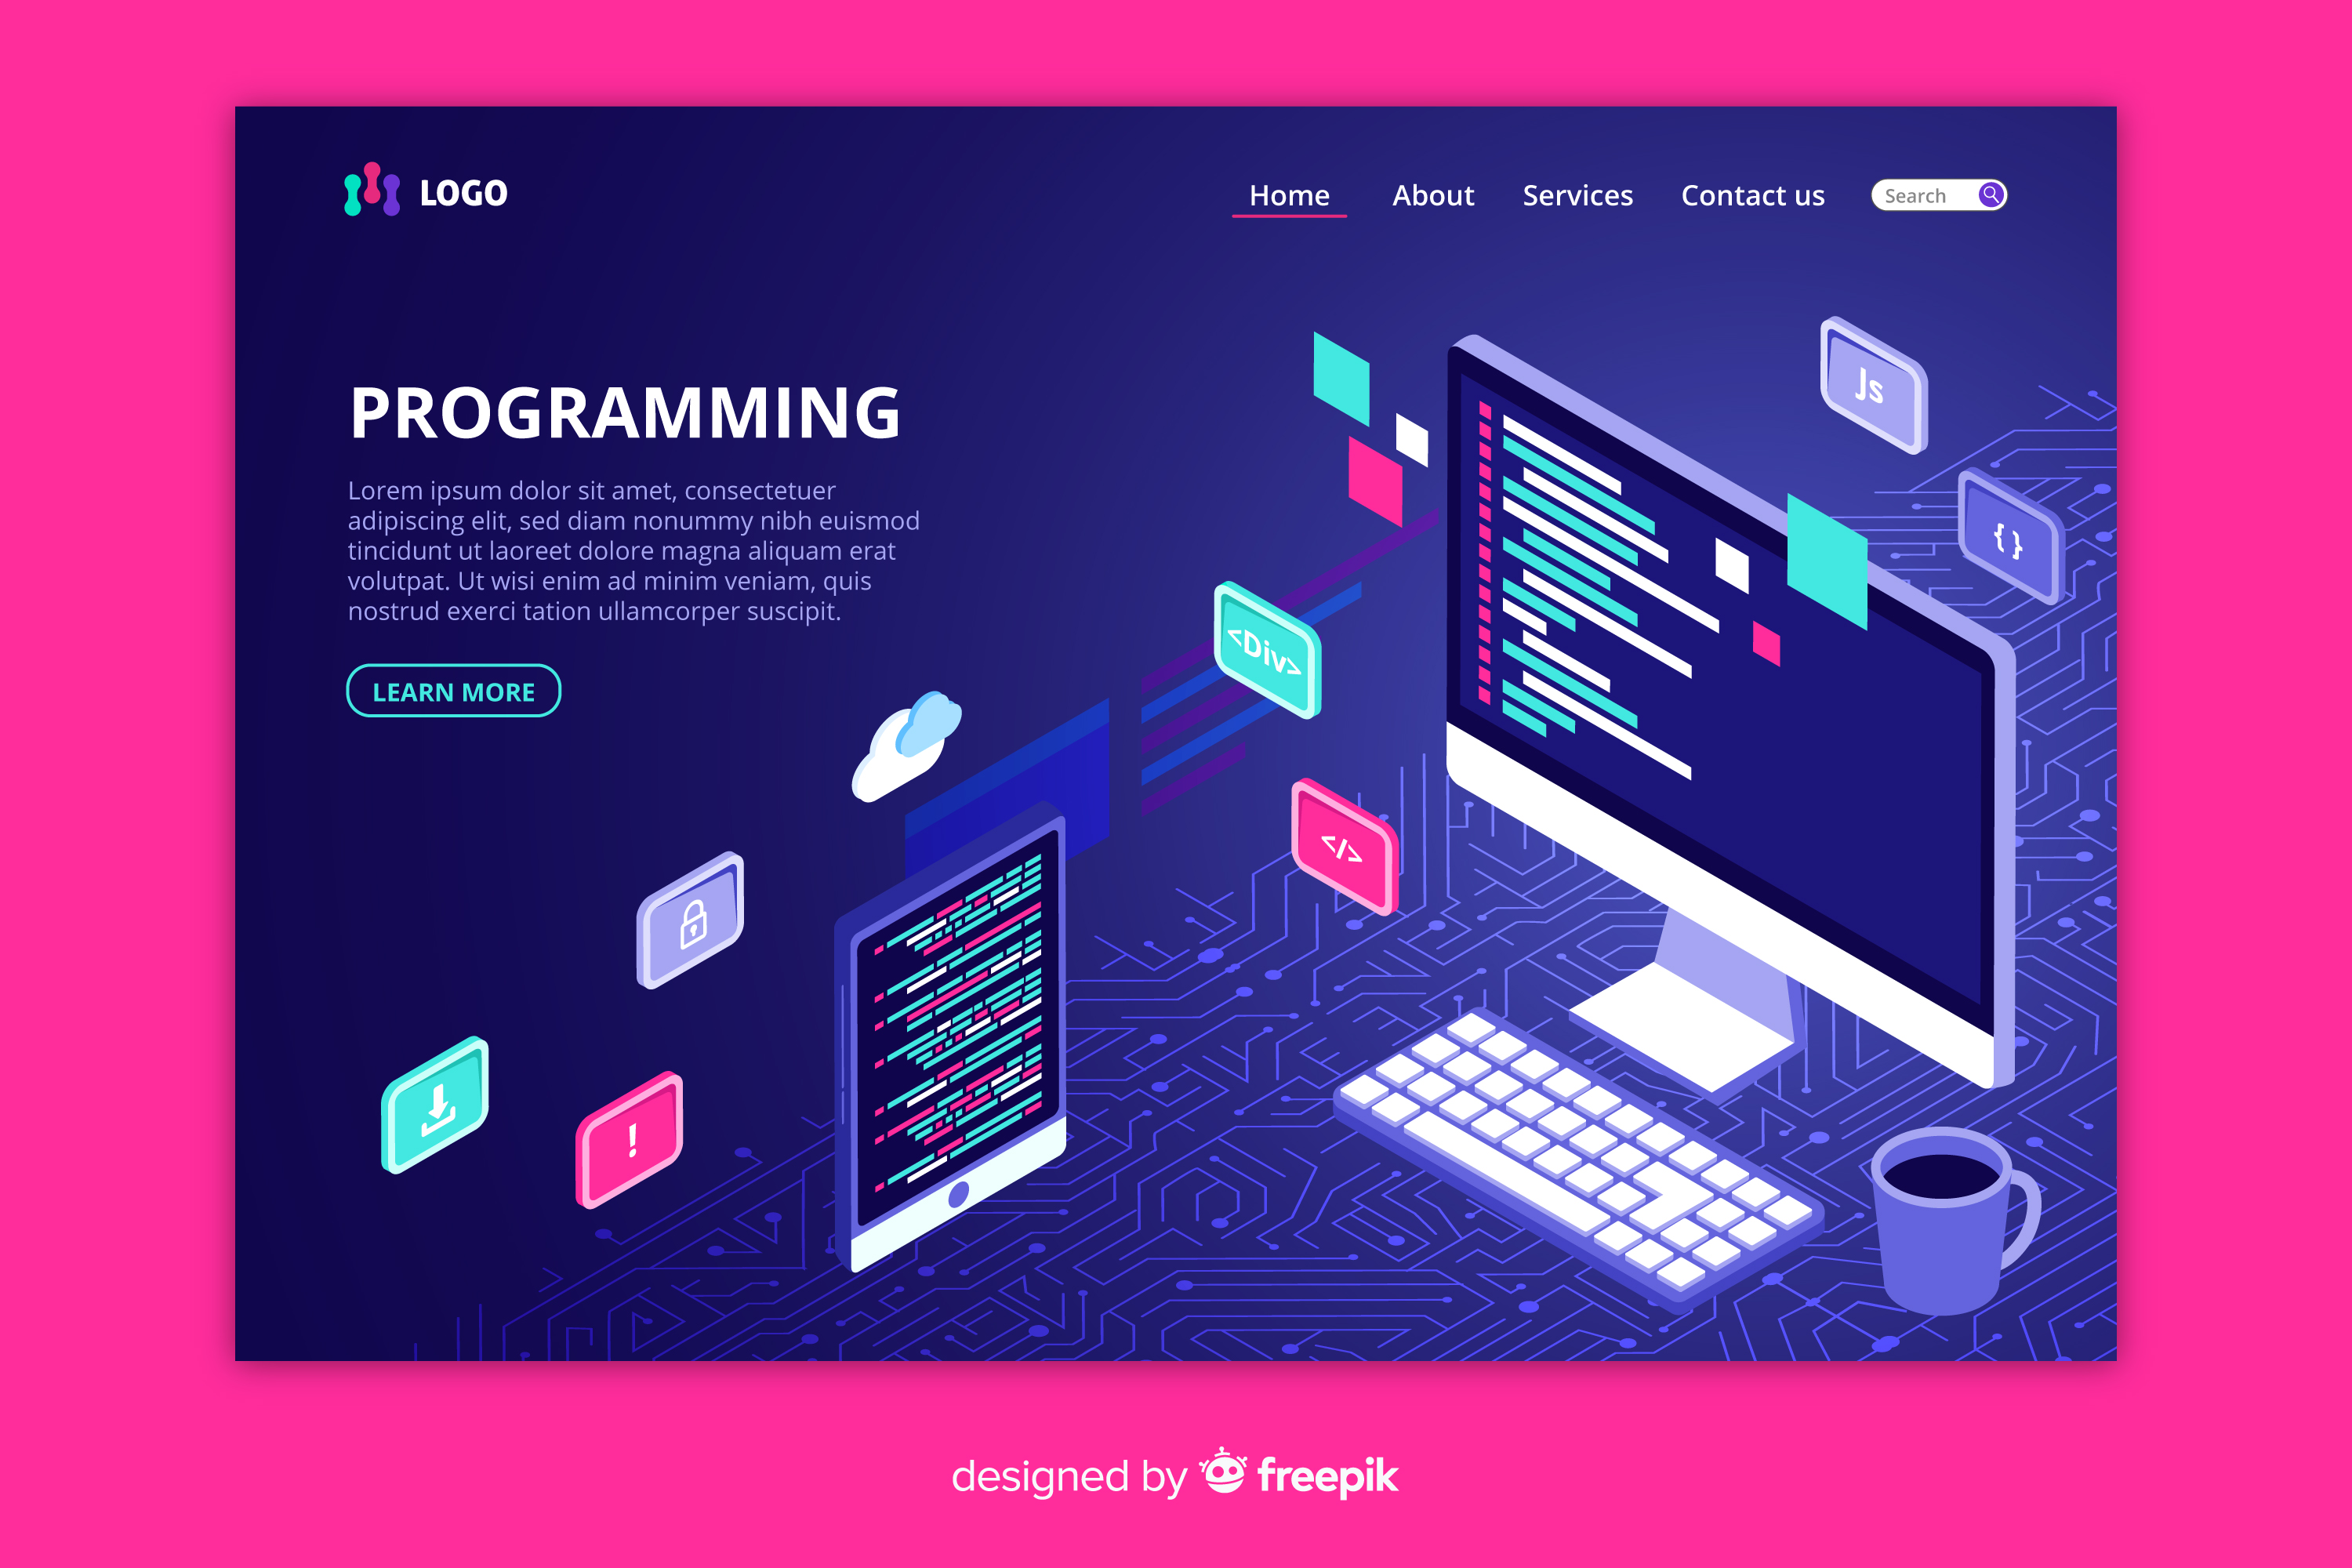 LOGO
Home About Services Contact us Search
PROGRAMMING
Lorem ipsum dolor sit amet, consectetuer
adipiscing elit, sed diam nonummy nibh euismod
tincidunt ut laoreet dolore magna aliquam erat
volutpat. Ut wisi enim ad minim veniam, quis
nostrud exerci tation ullamcorper suscipit.
LEARN MORE
Js
{ }
<Div>
</>
!
designed by freepik